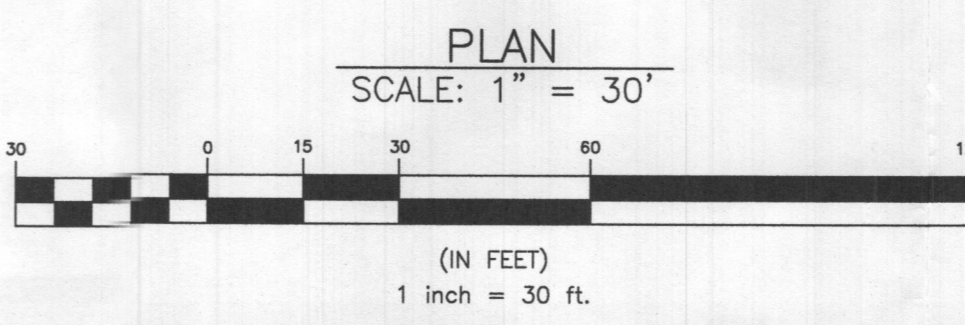 PLAN
SCALE: 1" = 30'
30 0 15 30 60
(IN FEET)
1 inch = 30 ft.